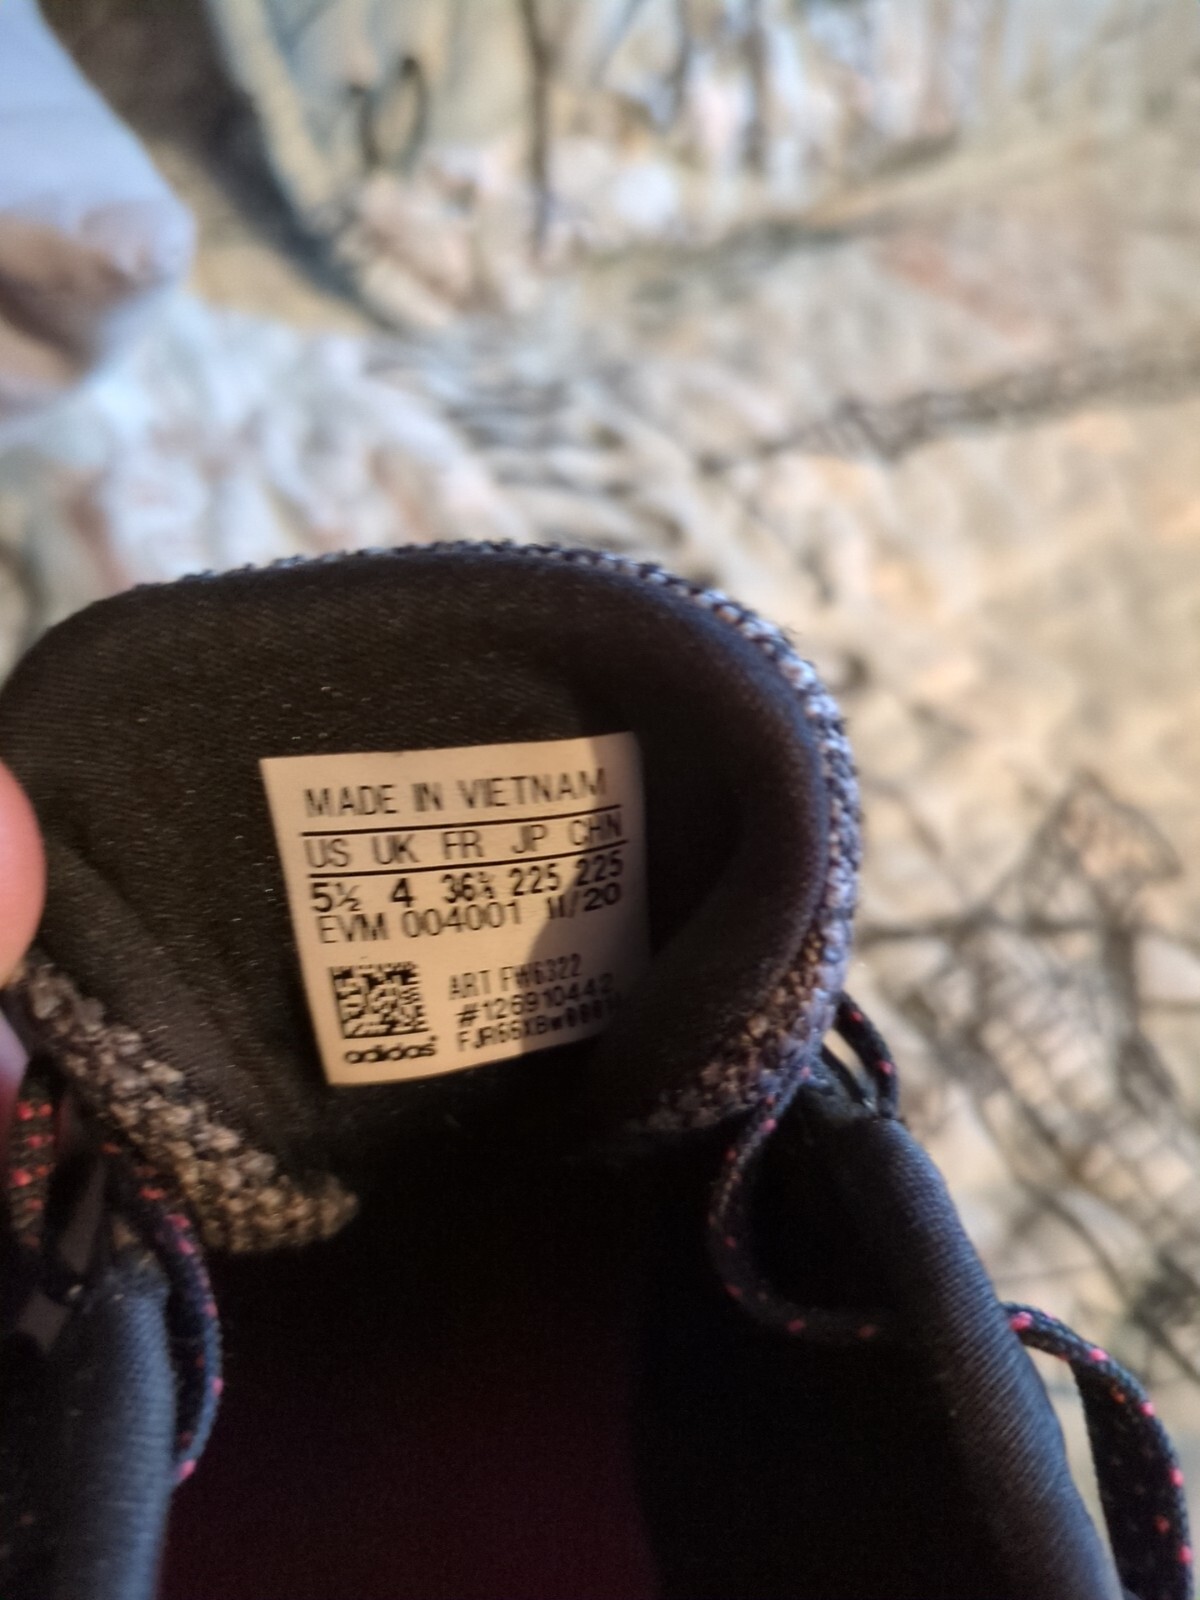 MADE IN VIETNAM
US UK FR JP CHN
5½ 4 36⅔ 225 225
EVM 004001 11/20
ART FW6322
#126910442
adidas